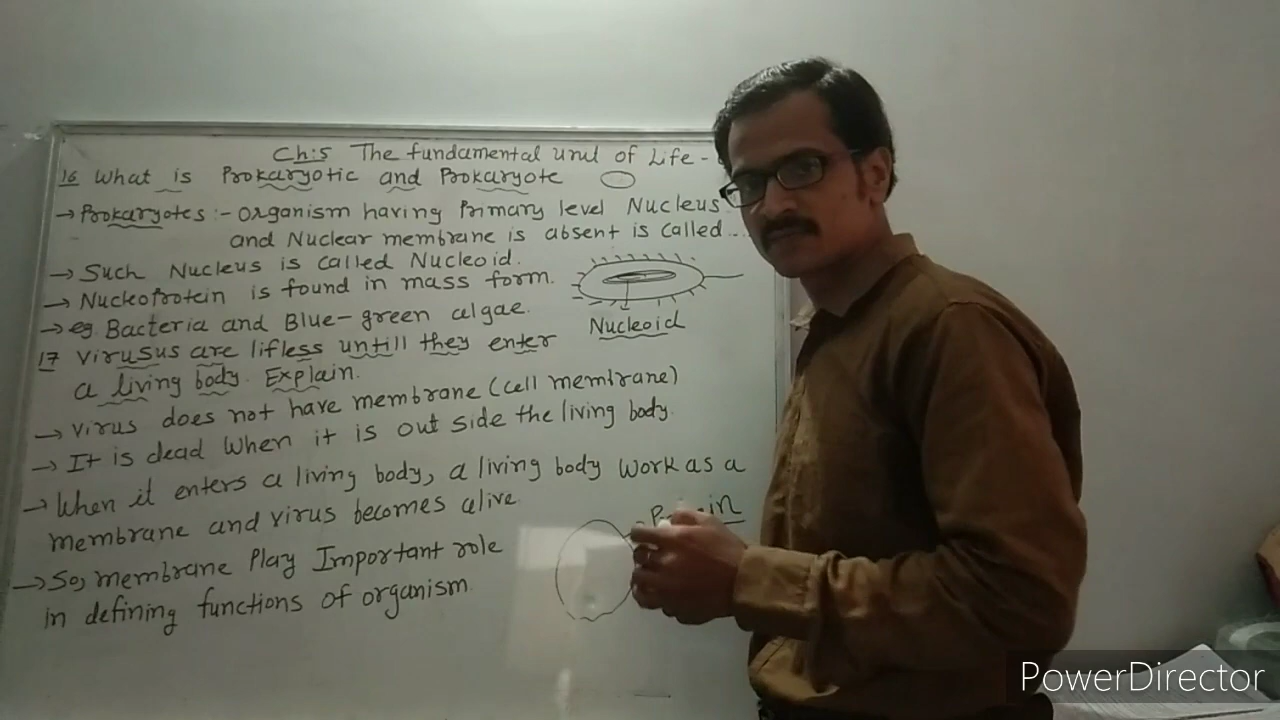 Ch:5 The fundamental unit of Life -
16 What is Prokaryotic and Prokaryote
→ Prokaryotes :- Organism having Primary level Nucleus
and Nuclear membrane is absent is called...
→ Such Nucleus is called Nucleoid.
→ Nucleoprotein is found in mass form.
→ eg Bacteria and Blue-green algae.
Nucleoid
17 Virusus are lifless untill they enter
a living body. Explain.
→ Virus does not have membrane (cell membrane)
→ It is dead When it is out side the living body.
→ When it enters a living body, a living body work as a
membrane and virus becomes alive.
→ So, membrane Play Important role
in defining functions of organism.
PowerDirector